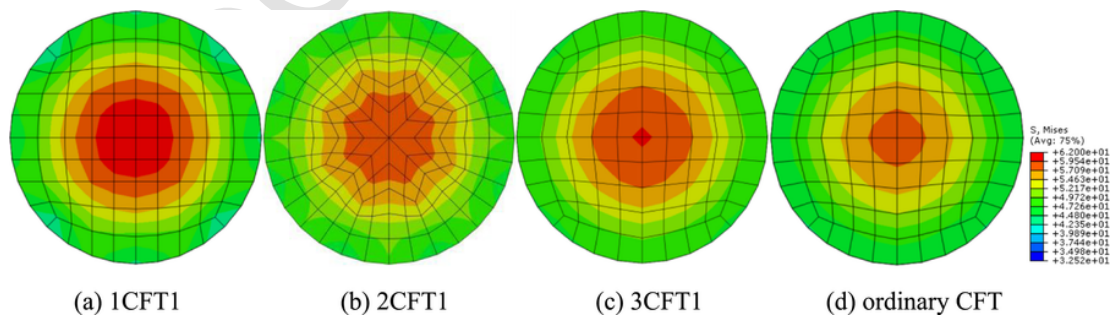 S, Mises
(Avg: 75%)
+6.200e+01
+5.954e+01
+5.709e+01
+5.463e+01
+5.217e+01
+4.972e+01
+4.726e+01
+4.480e+01
+4.235e+01
+3.989e+01
+3.744e+01
+3.498e+01
+3.252e+01
(a) 1CFT1 (b) 2CFT1 (c) 3CFT1 (d) ordinary CFT